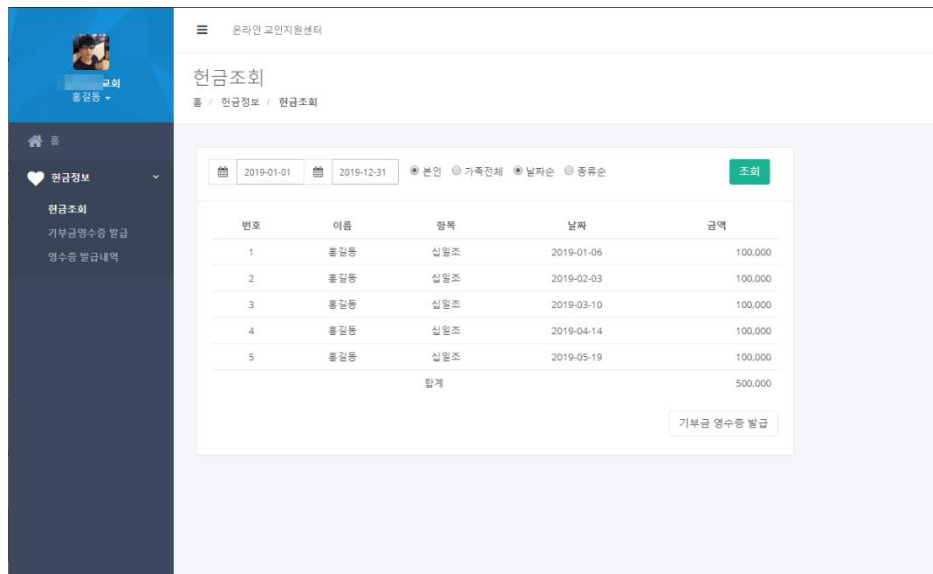 온라인 교인지원센터
교회
홍길동
헌금조회
홈 / 헌금정보 / 헌금조회
홈
헌금정보
헌금조회
기부금영수증 발급
영수증 발급내역
2019-01-01 2019-12-31 본인 가족전체 날짜순 종류순 조회
번호 이름 항목 날짜 금액
1 홍길동 십일조 2019-01-06 100,000
2 홍길동 십일조 2019-02-03 100,000
3 홍길동 십일조 2019-03-10 100,000
4 홍길동 십일조 2019-04-14 100,000
5 홍길동 십일조 2019-05-19 100,000
합계 500,000
기부금 영수증 발급